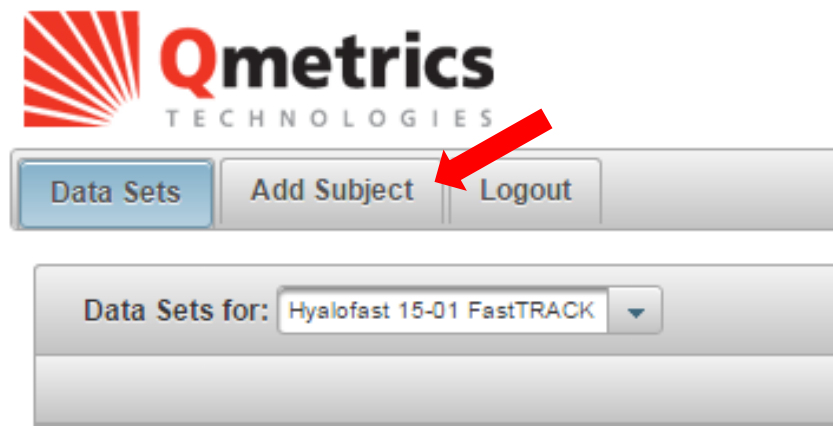 Qmetrics
TECHNOLOGIES
Data Sets Add Subject Logout
Data Sets for: Hyalofast 15-01 FastTRACK